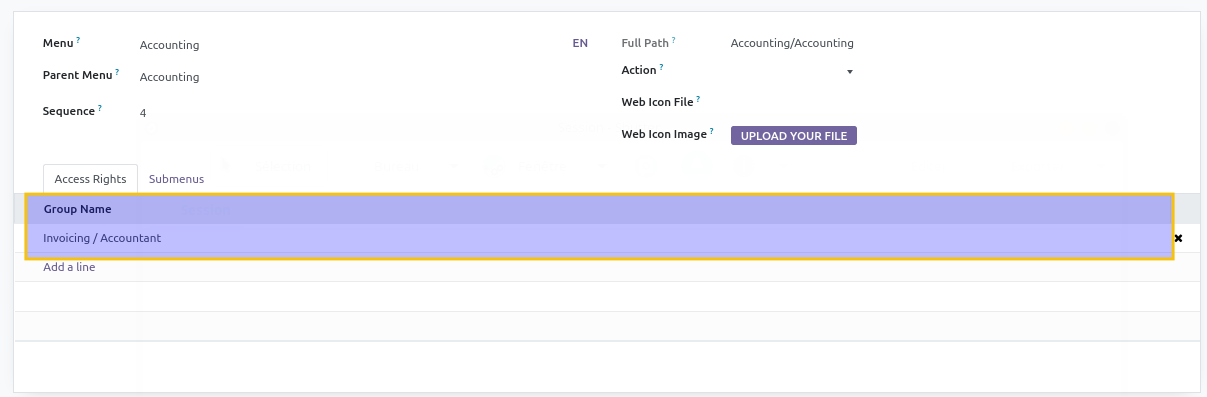 Menu ? Accounting EN Full Path ? Accounting/Accounting
Parent Menu ? Accounting Action ?
Sequence ? 4 Web Icon File ?
Web Icon Image ? UPLOAD YOUR FILE
Access Rights Submenus
Group Name
Invoicing / Accountant
Add a line